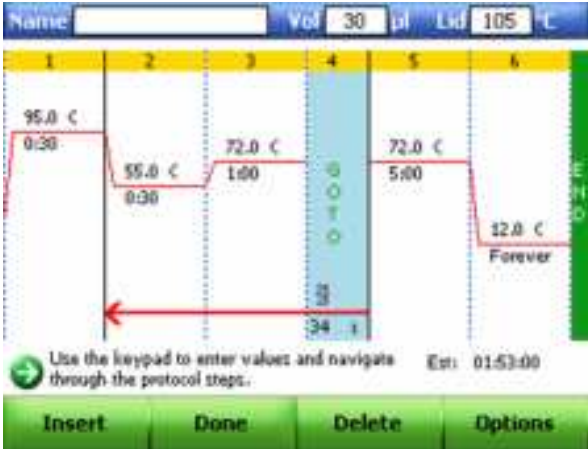 Name Vol 30 µl Lid 105 °C
1 2 3 4 5 6
95.0 C
0:30
55.0 C
0:30
72.0 C
1:00
GOTO
2
34 x
72.0 C
5:00
12.0 C
Forever
END
Use the keypad to enter values and navigate
through the protocol steps.
Est: 01:53:00
Insert Done Delete Options